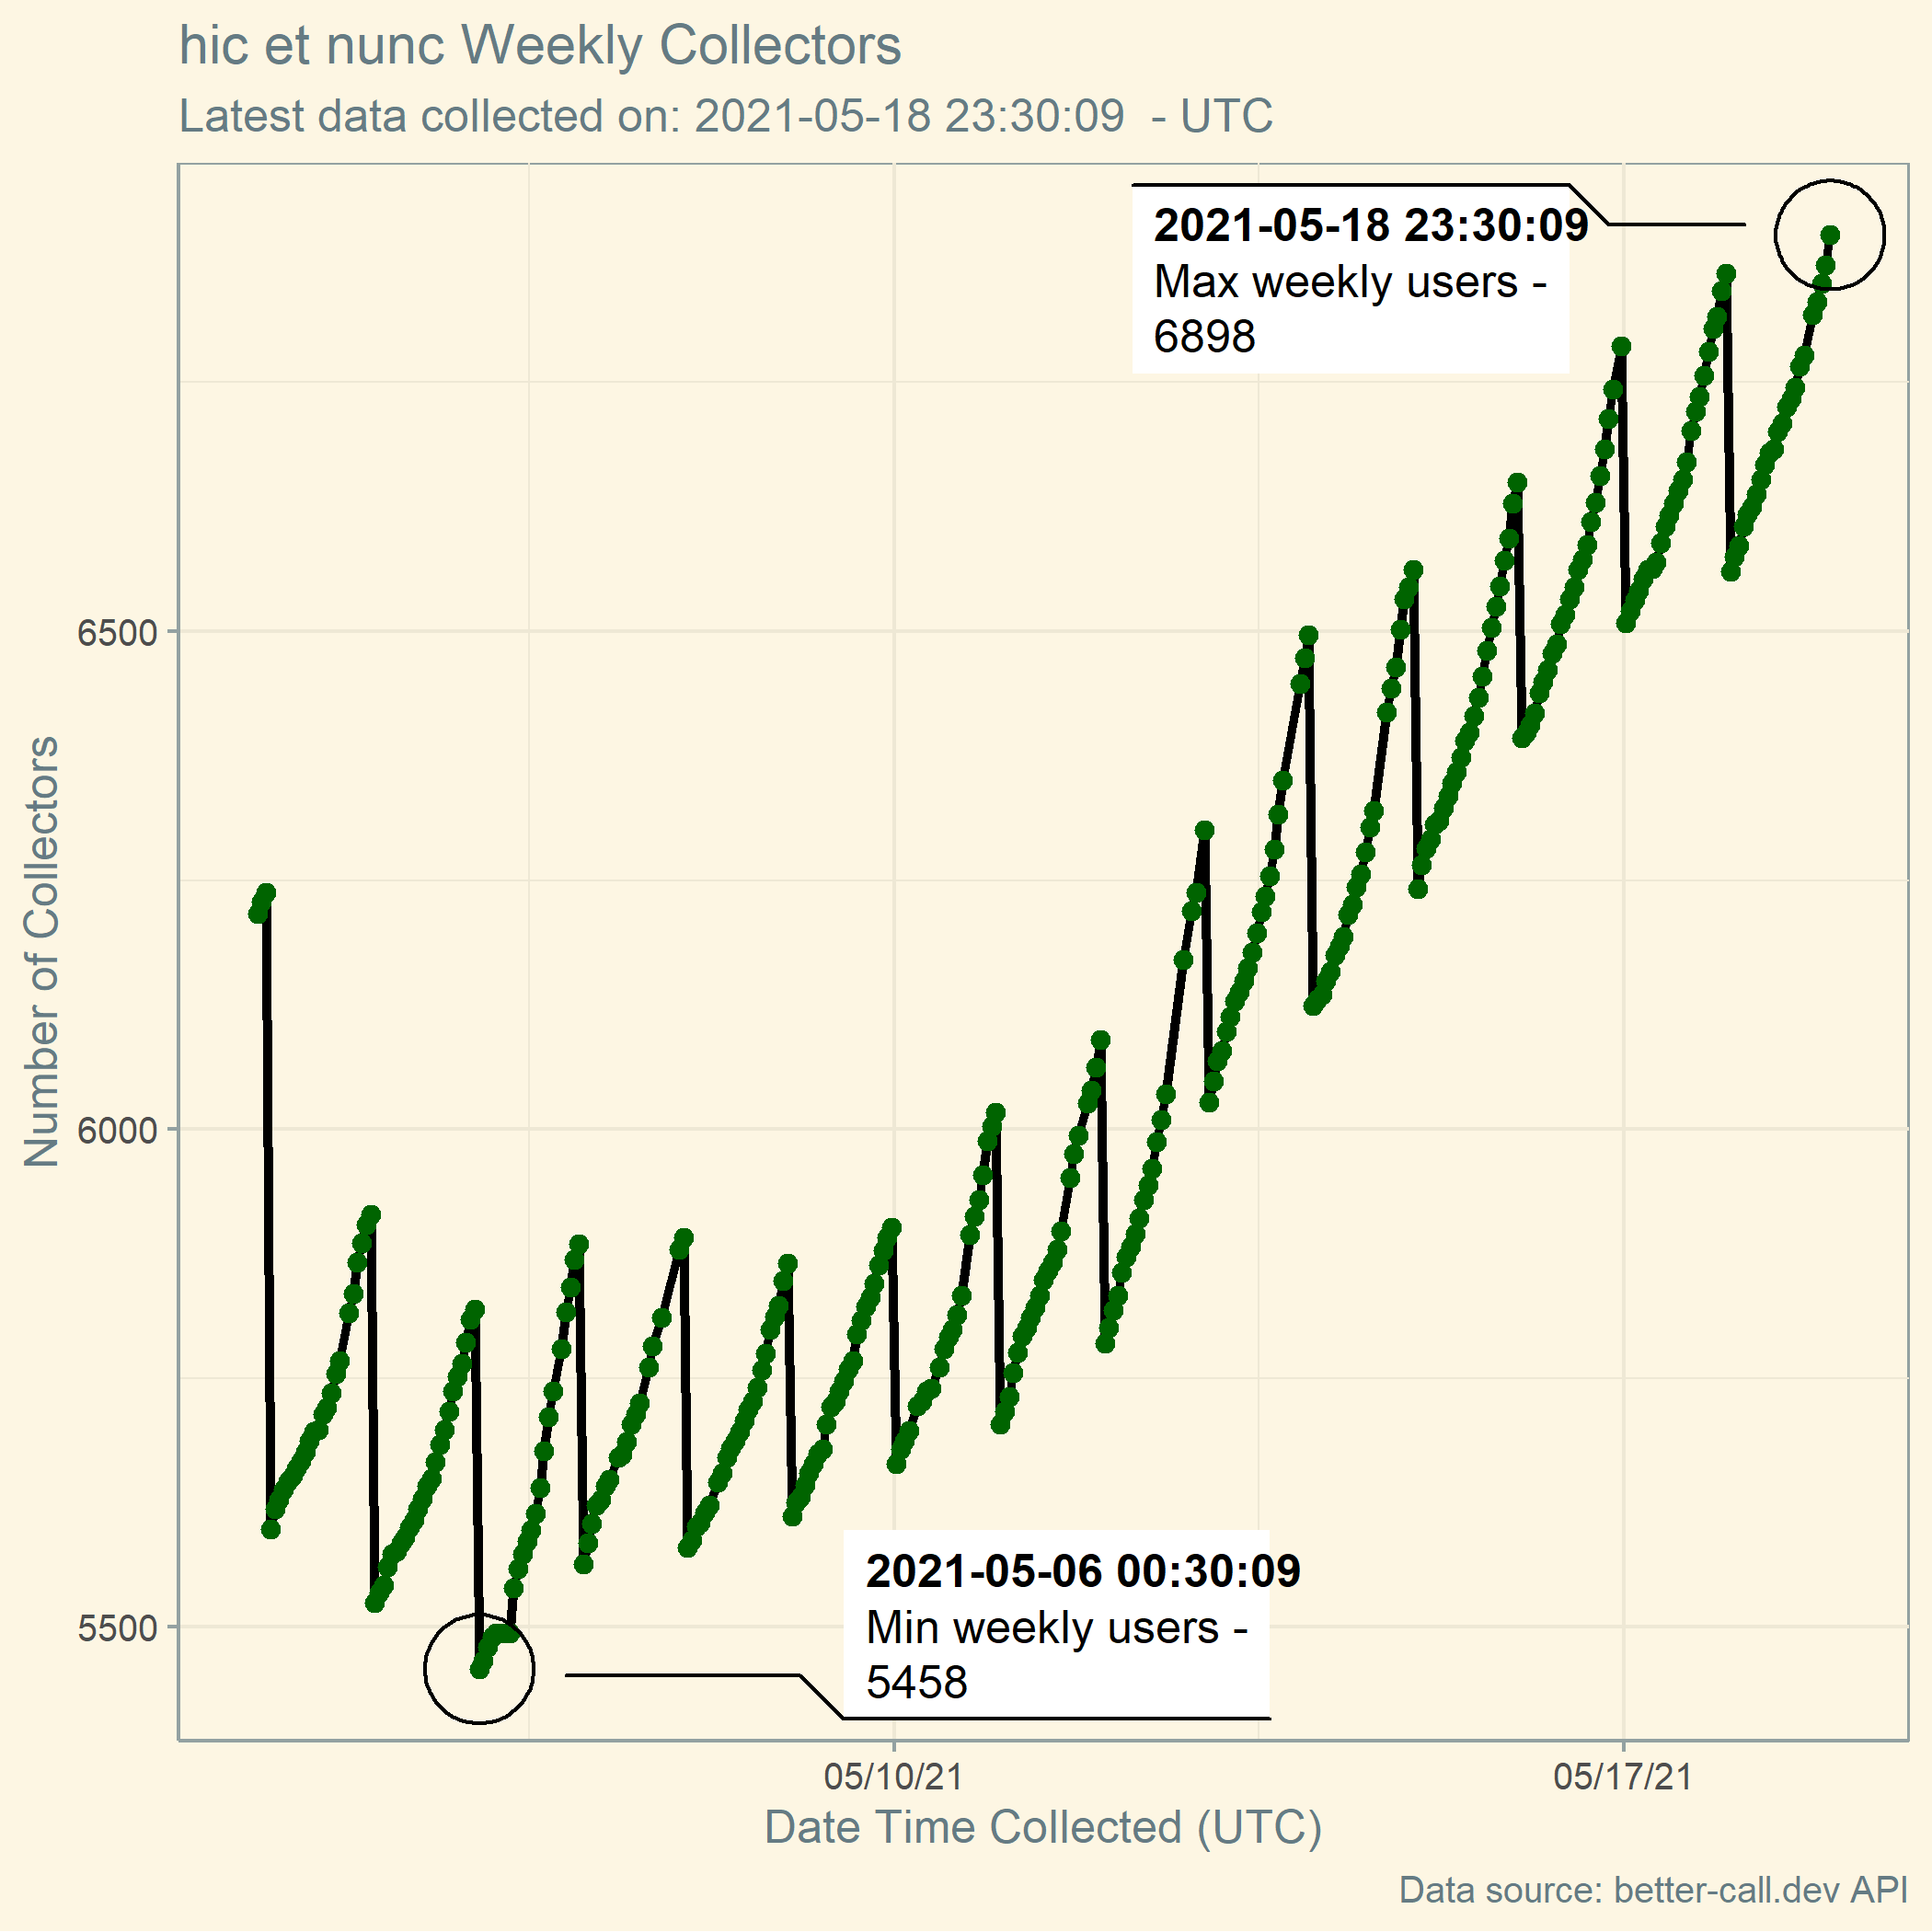 hic et nunc Weekly Collectors
Latest data collected on: 2021-05-18 23:30:09  - UTC
2021-05-18 23:30:09
Max weekly users -
6898
Number of Collectors
6500
6000
5500
2021-05-06 00:30:09
Min weekly users -
5458
05/10/21
05/17/21
Date Time Collected (UTC)
Data source: better-call.dev API